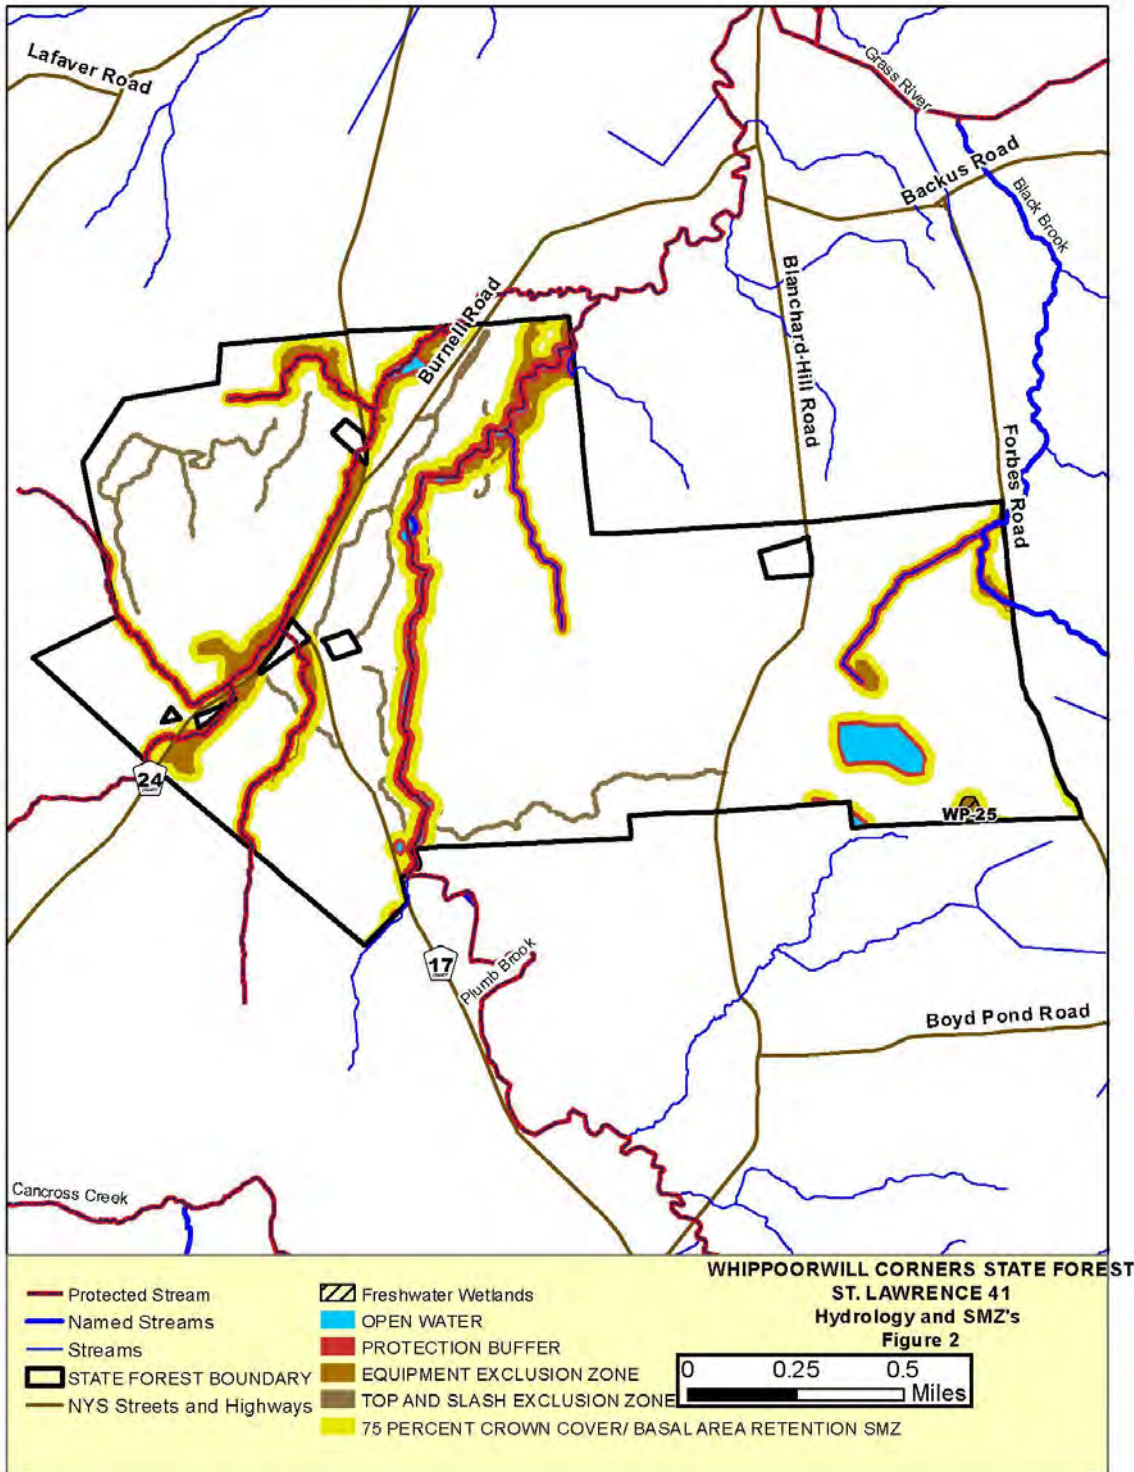 Lafaver Road
Grass River
Backus Road
Black Brook
Burnell Road
Blanchard-Hill Road
Forbes Road
24
WP-25
17
Plumb Brook
Boyd Pond Road
Cancross Creek
WHIPPOORWILL CORNERS STATE FOREST
ST. LAWRENCE 41
Hydrology and SMZ's
Figure 2
0 0.25 0.5
Miles
Protected Stream
Named Streams
Streams
STATE FOREST BOUNDARY
NYS Streets and Highways
Freshwater Wetlands
OPEN WATER
PROTECTION BUFFER
EQUIPMENT EXCLUSION ZONE
TOP AND SLASH EXCLUSION ZONE
75 PERCENT CROWN COVER/ BASAL AREA RETENTION SMZ